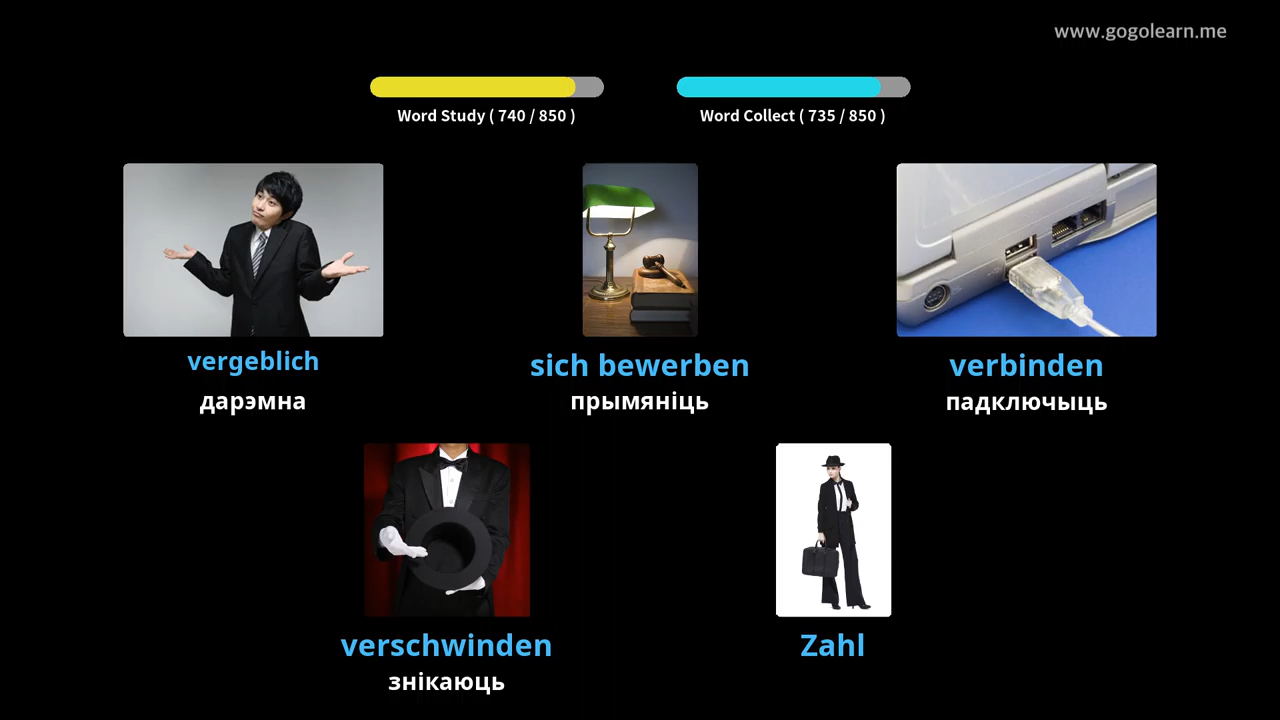 www.gogolearn.me
Word Study ( 740 / 850 )
Word Collect ( 735 / 850 )
vergeblich
дарэмна
sich bewerben
прымяніць
verbinden
падключыць
verschwinden
знікаюць
Zahl